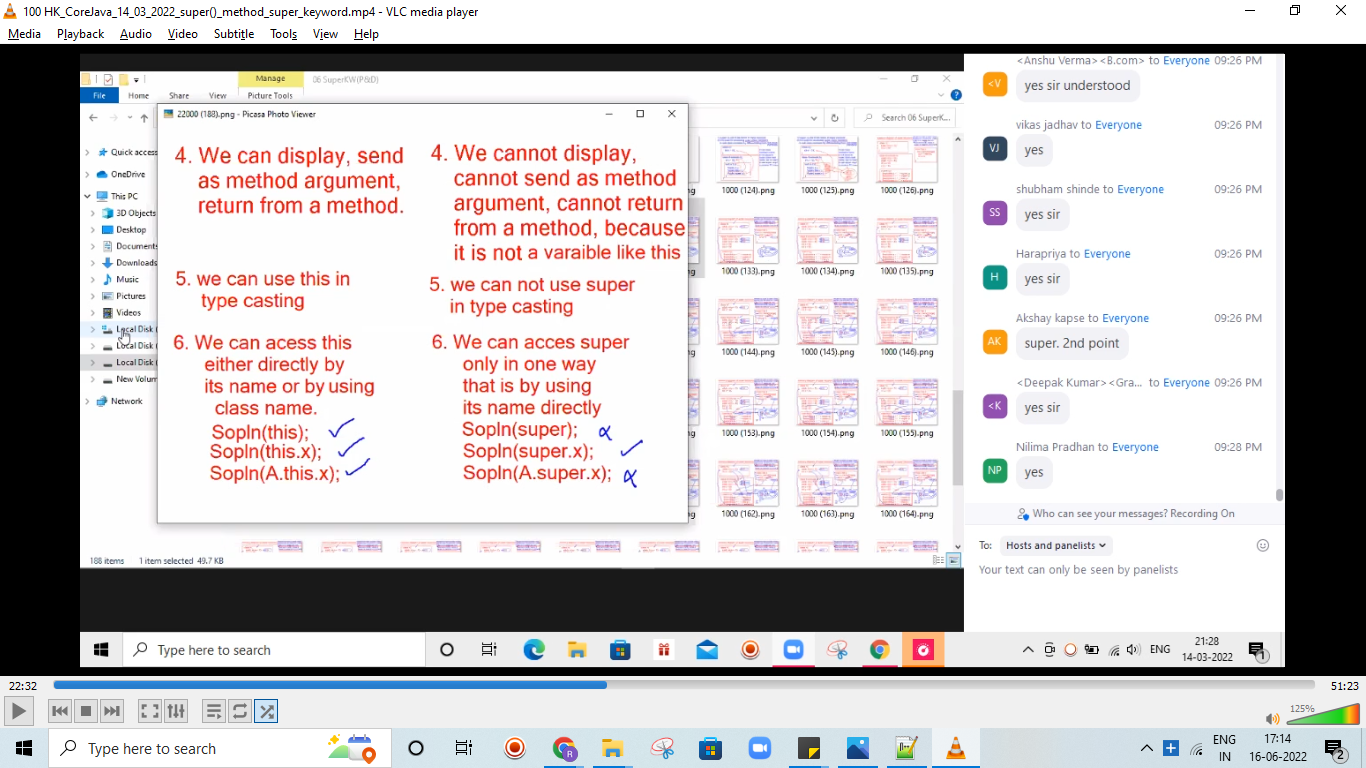 100 HK_CoreJava_14_03_2022_super()_method_super_keyword.mp4 - VLC media player
Media Playback Audio Video Subtitle Tools View Help
Manage 06 SuperKW(P&D)
File Home Share View Picture Tools
22000 (188).png - Picasa Photo Viewer
Search 06 SuperK...
Quick access
OneDrive
This PC
3D Objects
Desktop
Documents
Downloads
Music
Pictures
Videos
Local Disk (
Local Disk (
Local Disk (
New Volum
Network
4. We can display, send
as method argument,
return from a method.
5. we can use this in
type casting
6. We can acess this
either directly by
its name or by using
class name.
Sopln(this);
Sopln(this.x);
Sopln(A.this.x);
4. We cannot display,
cannot send as method
argument, cannot return
from a method, because
it is not a varaible like this
5. we can not use super
in type casting
6. We can acces super
only in one way
that is by using
its name directly
Sopln(super);
Sopln(super.x);
Sopln(A.super.x);
1000 (124).png 1000 (125).png 1000 (126).png
1000 (133).png 1000 (134).png 1000 (135).png
1000 (144).png 1000 (145).png 1000 (146).png
1000 (153).png 1000 (154).png 1000 (155).png
1000 (162).png 1000 (163).png 1000 (164).png
188 items 1 item selected 49.7 KB
<Anshu Verma> <B.com> to Everyone 09:26 PM
<V yes sir understood
vikas jadhav to Everyone 09:26 PM
VJ yes
shubham shinde to Everyone 09:26 PM
SS yes sir
Harapriya to Everyone 09:26 PM
H yes sir
Akshay kapse to Everyone 09:26 PM
AK super. 2nd point
<Deepak Kumar> <Gra... to Everyone 09:26 PM
<K yes sir
Nilima Pradhan to Everyone 09:28 PM
NP yes
Who can see your messages? Recording On
To: Hosts and panelists
Your text can only be seen by panelists
Type here to search
ENG
21:28
14-03-2022
1
22:32 51:23
125%
Type here to search
R
ENG
IN
17:14
16-06-2022
2